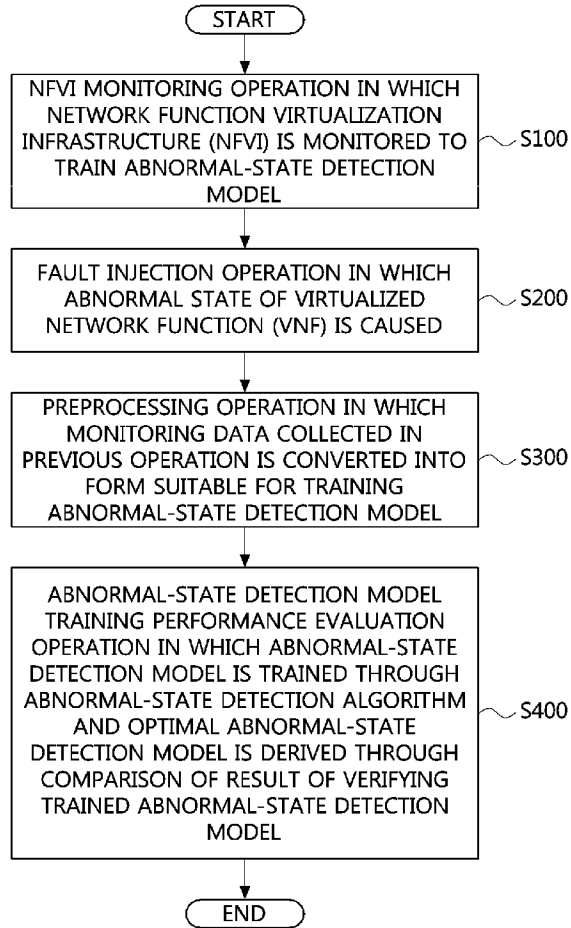 START
NFVI MONITORING OPERATION IN WHICH
NETWORK FUNCTION VIRTUALIZATION
INFRASTRUCTURE (NFVI) IS MONITORED TO
TRAIN ABNORMAL-STATE DETECTION
MODEL
S100
FAULT INJECTION OPERATION IN WHICH
ABNORMAL STATE OF VIRTUALIZED
NETWORK FUNCTION (VNF) IS CAUSED
S200
PREPROCESSING OPERATION IN WHICH
MONITORING DATA COLLECTED IN
PREVIOUS OPERATION IS CONVERTED INTO
FORM SUITABLE FOR TRAINING
ABNORMAL-STATE DETECTION MODEL
S300
ABNORMAL-STATE DETECTION MODEL
TRAINING PERFORMANCE EVALUATION
OPERATION IN WHICH ABNORMAL-STATE
DETECTION MODEL IS TRAINED THROUGH
ABNORMAL-STATE DETECTION ALGORITHM
AND OPTIMAL ABNORMAL-STATE
DETECTION MODEL IS DERIVED THROUGH
COMPARISON OF RESULT OF VERIFYING
TRAINED ABNORMAL-STATE DETECTION
MODEL
S400
END